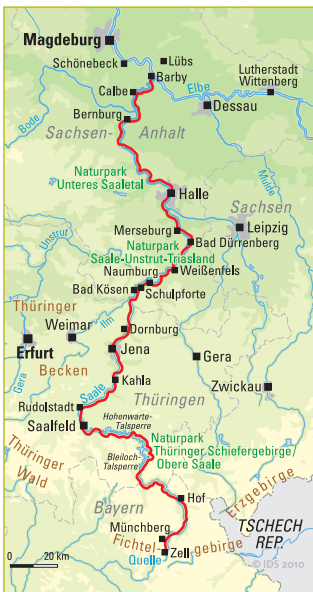 Magdeburg
Lübs
Schönebeck
Barby
Elbe
Lutherstadt
Wittenberg
Calbe
Dessau
Bode
Bernburg
Sachsen-
Anhalt
Mulde
Naturpark
Unteres Saaletal
Halle
Sachsen
Merseburg
Leipzig
Unstrut
Naturpark
Bad Dürrenberg
Saale-Unstrut-Triasland
Naumburg
Weißenfels
Bad Kösen
Schulpforte
Thüringer
Ilm
Weimar
Dornburg
Erfurt
Jena
Gera
Becken
Gera
Saale
Kahla
Zwickau
Thüringen
Rudolstadt
Hohenwarte-
Talsperre
Saalfeld
Naturpark
Thüringer Schiefergebirge/
Obere Saale
Bleiloch-
Talsperre
Thüringer
Wald
Hof
Erzgebirge
Bayern
Münchberg
TSCHECH
REP.
Fichtel-
gebirge
Zell
Quelle
0 20 km
© IDS 2010